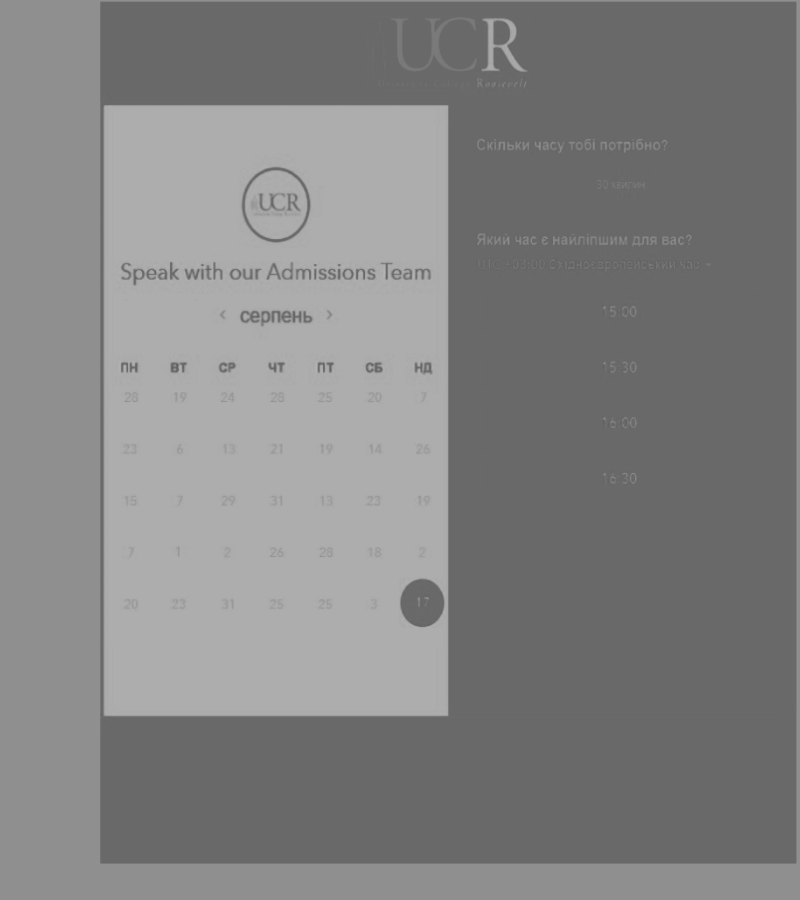 UCR
University College Roosevelt
UCR
Speak with our Admissions Team
‹ серпень ›
ПН ВТ СР ЧТ ПТ СБ НД
28 19 24 28 25 20 7
23 6 13 21 19 14 26
15 7 29 31 13 23 19
7 1 2 26 28 18 2
20 23 31 25 25 3 17
Скільки часу тобі потрібно?
30 хвилин
Який час є найліпшим для вас?
UTC +03:00 Східноєвропейський час
15:00
15:30
16:00
16:30